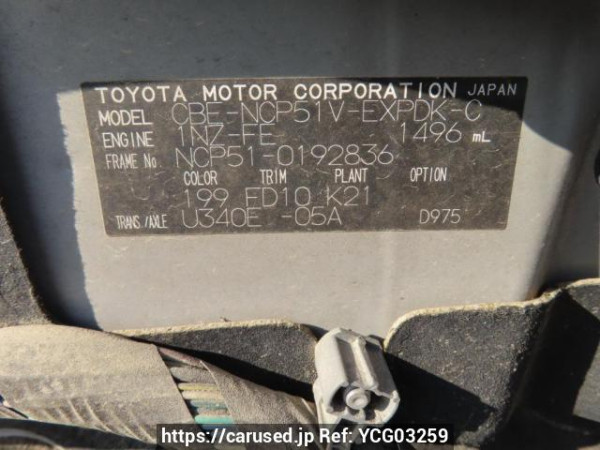 TOYOTA MOTOR CORPORATION JAPAN
MODEL CBE-NCP51V-EXPDK-C
ENGINE 1NZ-FE 1496 mL
FRAME No NCP51-0192836
COLOR TRIM PLANT OPTION
199 FD10 K21
TRANS./AXLE U340E -05A D975
https://carused.jp Ref: YCG03259